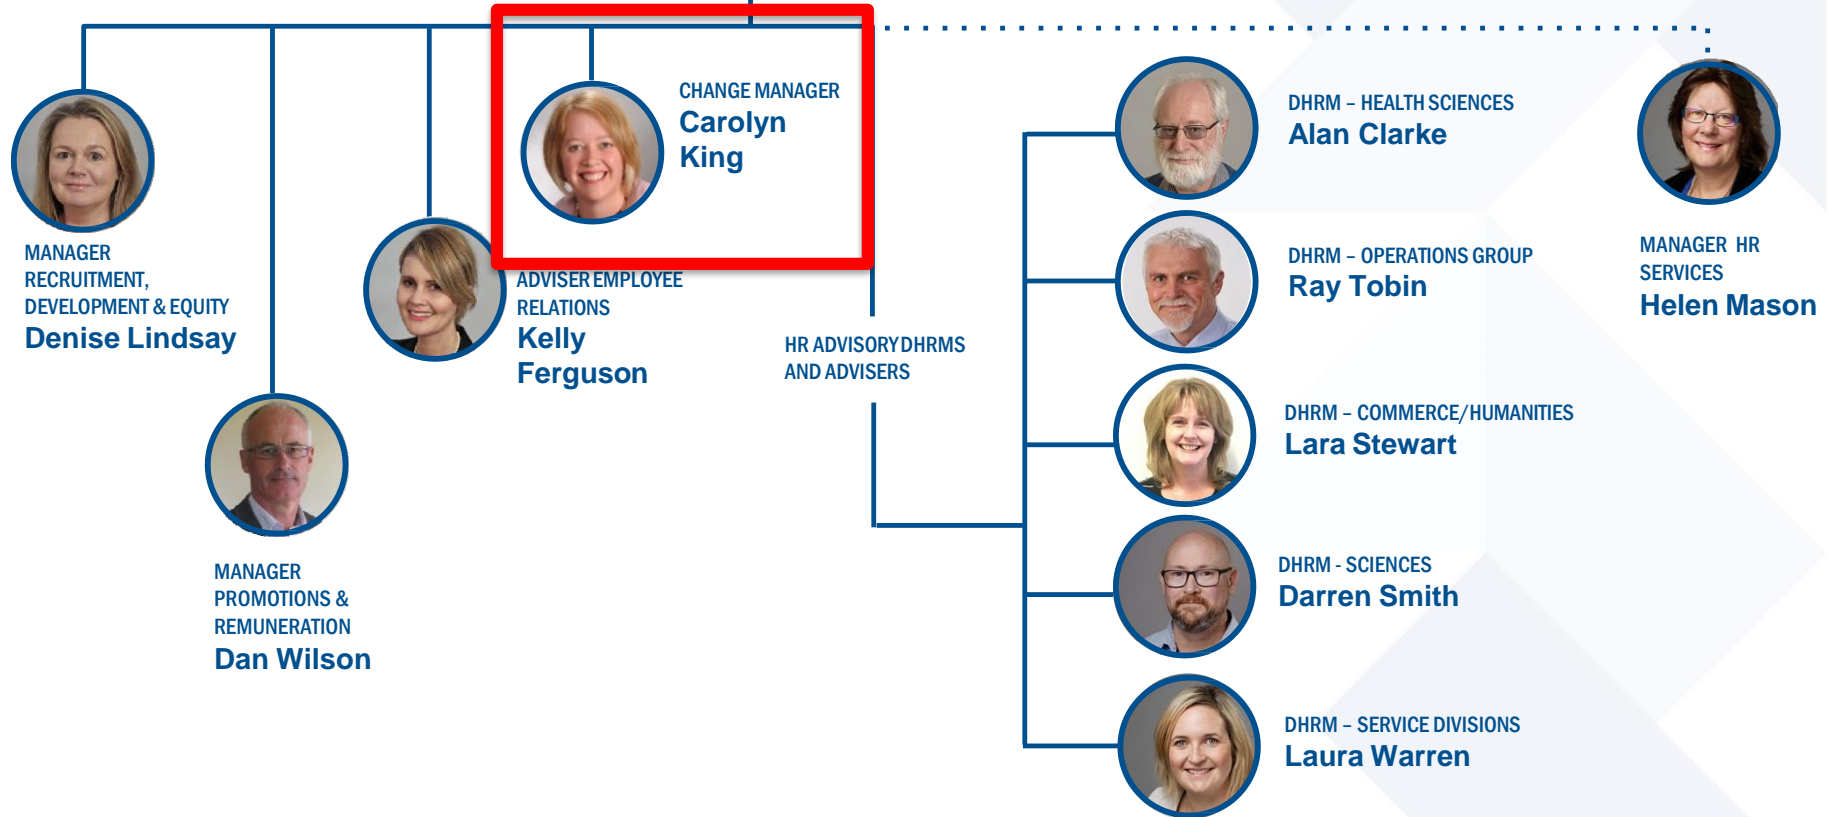 CHANGE MANAGER
Carolyn
King
MANAGER
RECRUITMENT,
DEVELOPMENT & EQUITY
Denise Lindsay
ADVISER EMPLOYEE
RELATIONS
Kelly
Ferguson
MANAGER
PROMOTIONS &
REMUNERATION
Dan Wilson
HR ADVISORY DHRMS
AND ADVISERS
DHRM – HEALTH SCIENCES
Alan Clarke
DHRM – OPERATIONS GROUP
Ray Tobin
DHRM – COMMERCE/HUMANITIES
Lara Stewart
DHRM - SCIENCES
Darren Smith
DHRM – SERVICE DIVISIONS
Laura Warren
MANAGER HR
SERVICES
Helen Mason